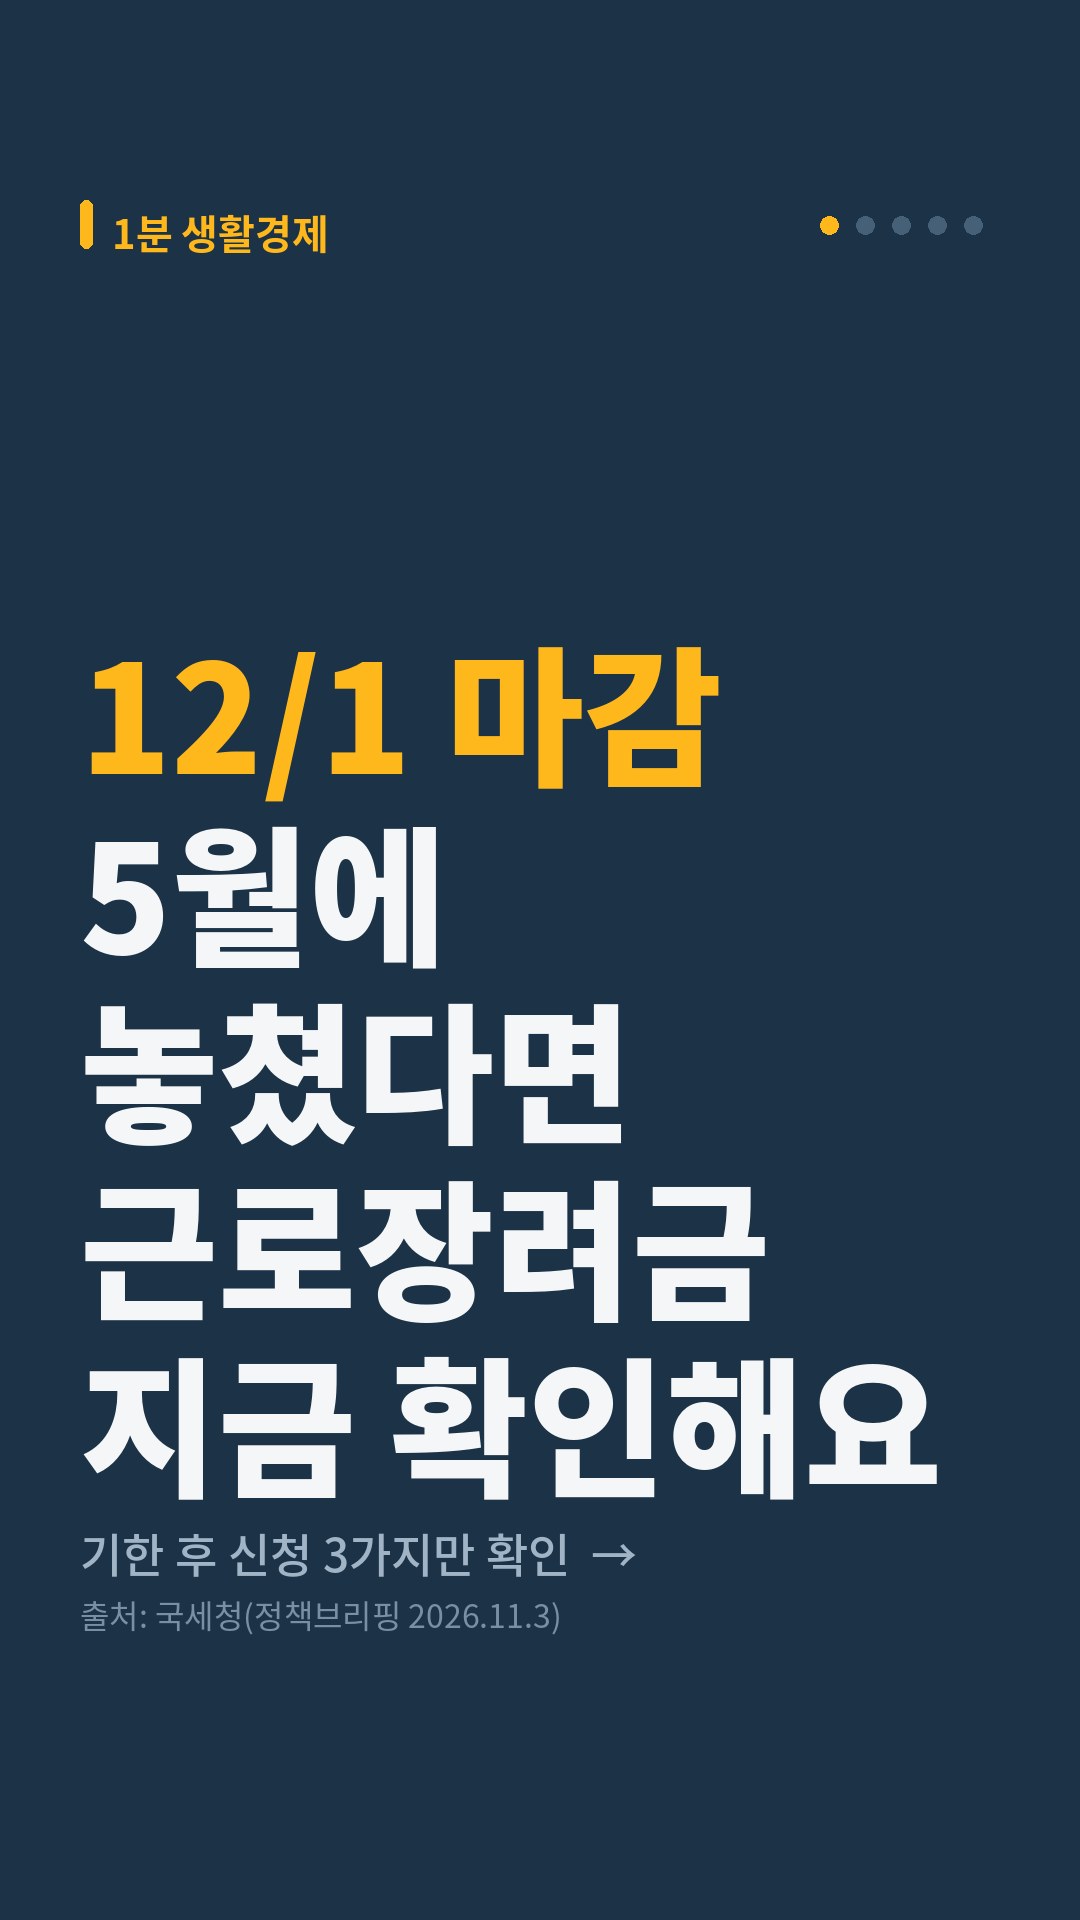 1분 생활경제
12/1 마감
5월에
놓쳤다면
근로장려금
지금 확인해요
기한 후 신청 3가지만 확인 →
출처: 국세청(정책브리핑 2026.11.3)